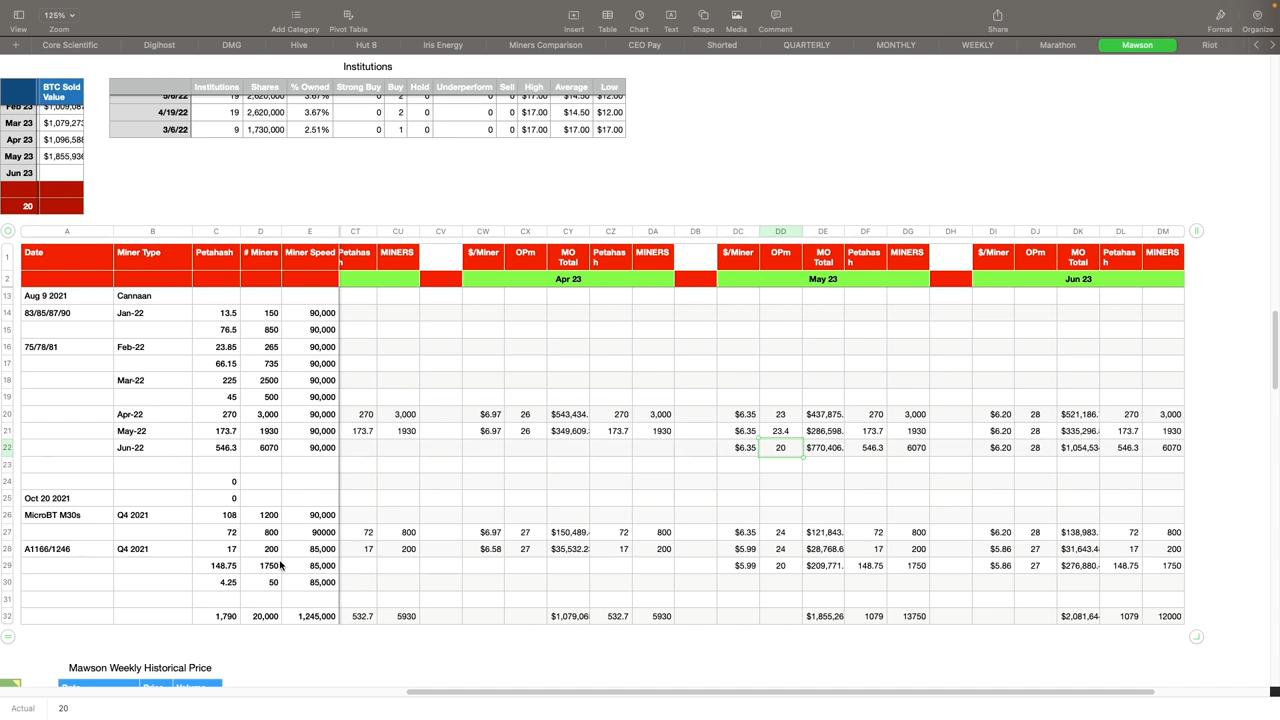 125%
View Zoom Add Category Pivot Table Insert Table Chart Text Shape Media Comment Share Format Organize
Core Scientific Digihost DMG Hive Hut 8 Iris Energy Miners Comparison CEO Pay Shorted QUARTERLY MONTHLY WEEKLY Marathon Mawson Riot
Institutions
BTC Sold Value
Institutions Shares % Owned Strong Buy Buy Hold Underperform Sell High Average Low
4/19/22 19 2,620,000 3.67% 0 2 0 0 0 $17.00 $14.50 $12.00
3/6/22 9 1,730,000 2.51% 0 1 0 0 0 $17.00 $17.00 $17.00
Mar 23 $1,079,273
Apr 23 $1,096,588
May 23 $1,855,936
Jun 23
20
A B C D E CT CU CV CW CX CY CZ DA DB DC DD DE DF DG DH DI DJ DK DL DM
1 Date Miner Type Petahash # Miners Miner Speed Petahas h MINERS $/Miner OPm MO Total Petahas h MINERS $/Miner OPm MO Total Petahas h MINERS $/Miner OPm MO Total Petahas h MINERS
2 Apr 23 May 23 Jun 23
13 Aug 9 2021 Cannaan
14 83/85/87/90 Jan-22 13.5 150 90,000
15 76.5 850 90,000
16 75/78/81 Feb-22 23.85 265 90,000
17 66.15 735 90,000
18 Mar-22 225 2500 90,000
19 45 500 90,000
20 Apr-22 270 3,000 90,000 270 3,000 $6.97 26 $543,434. 270 3,000 $6.35 23 $437,875. 270 3,000 $6.20 28 $521,186. 270 3,000
21 May-22 173.7 1930 90,000 173.7 1930 $6.97 26 $349,609. 173.7 1930 $6.35 23.4 $286,598. 173.7 1930 $6.20 28 $335,296. 173.7 1930
22 Jun-22 546.3 6070 90,000 $6.35 20 $770,406. 546.3 6070 $6.20 28 $1,054,53 546.3 6070
23
24 0
25 Oct 20 2021 0
26 MicroBT M30s Q4 2021 108 1200 90,000
27 72 800 90000 72 800 $6.97 27 $150,489. 72 800 $6.35 24 $121,843. 72 800 $6.20 28 $138,983. 72 800
28 A1166/1246 Q4 2021 17 200 85,000 17 200 $6.58 27 $35,532.2 17 200 $5.99 24 $28,768.6 17 200 $5.86 27 $31,643.4 17 200
29 148.75 1750 85,000 $5.99 20 $209,771. 148.75 1750 $5.86 27 $276,880. 148.75 1750
30 4.25 50 85,000
31
32 1,790 20,000 1,245,000 532.7 5930 $1,079,06 532.7 5930 $1,855,26 1079 13750 $2,081,64 1079 12000
Mawson Weekly Historical Price
Actual 20